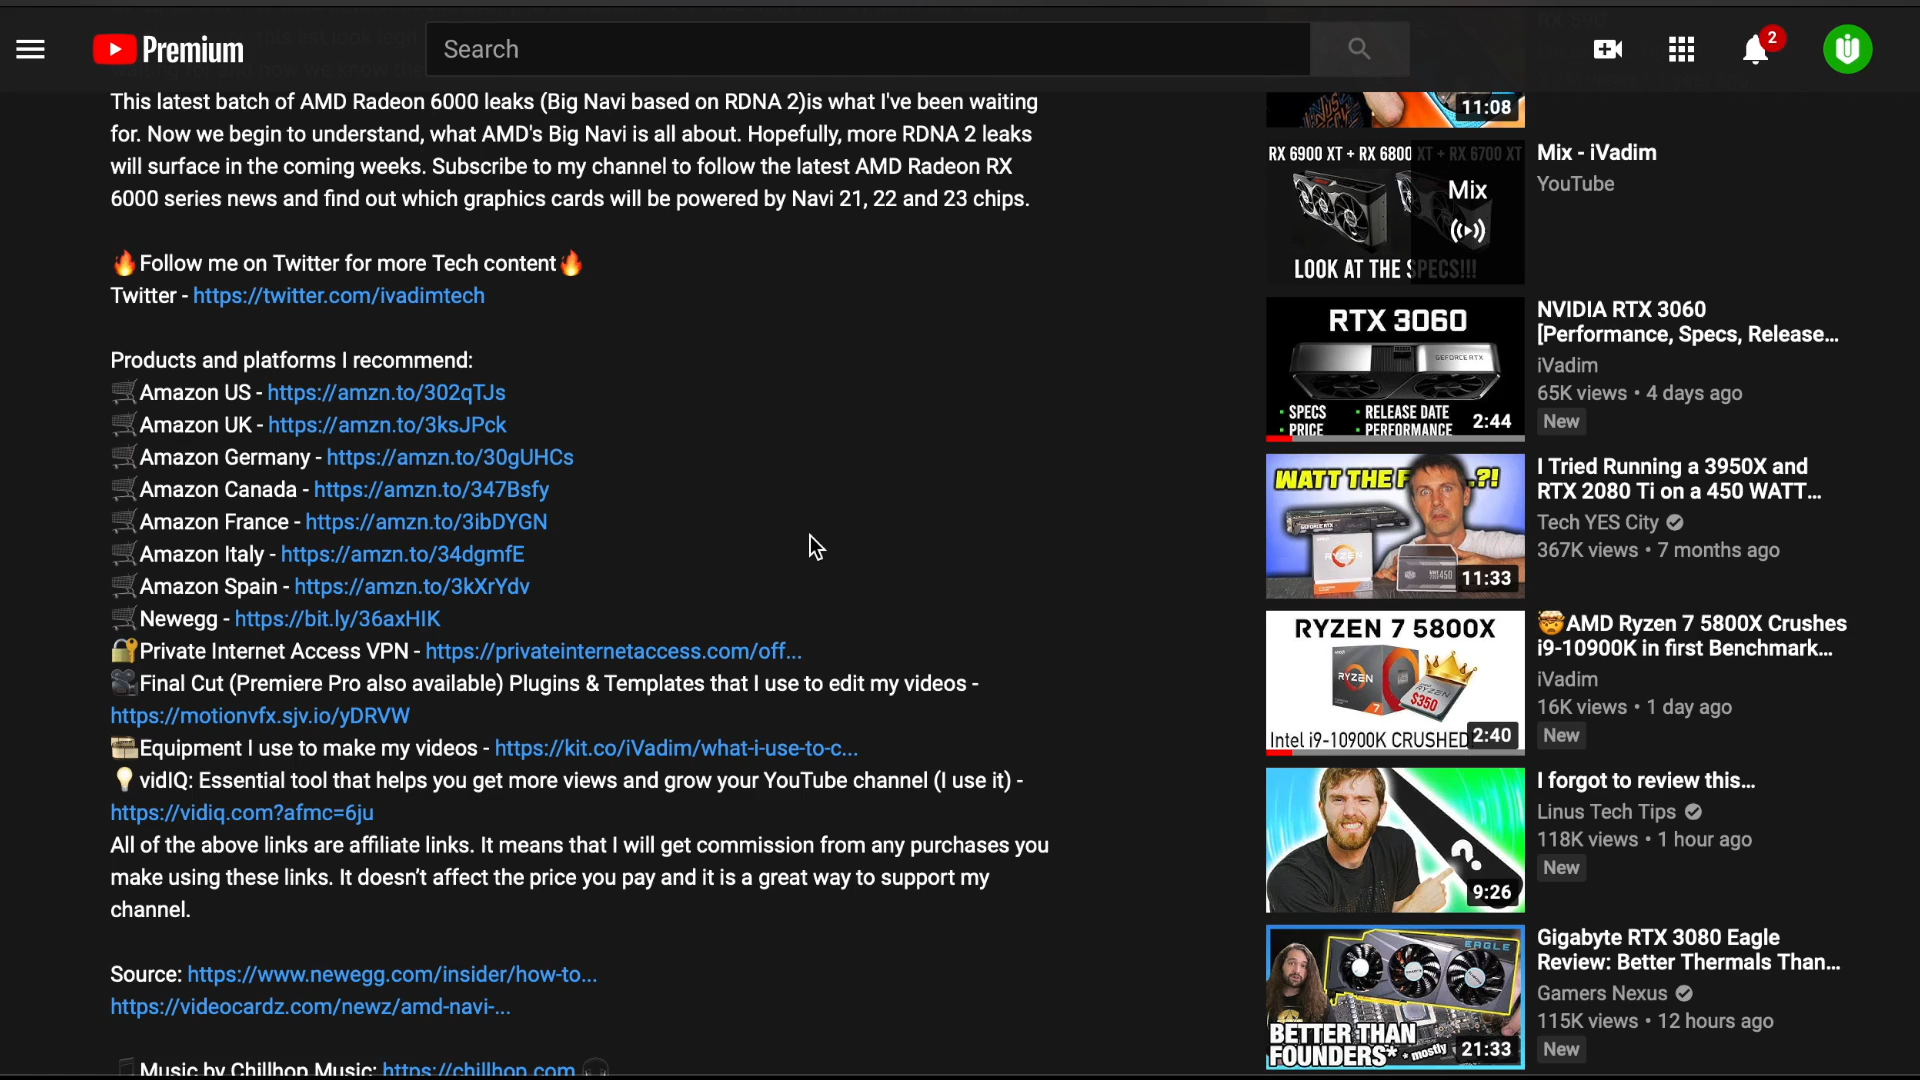 Premium
Search
2
This latest batch of AMD Radeon 6000 leaks (Big Navi based on RDNA 2)is what I've been waiting
for. Now we begin to understand, what AMD's Big Navi is all about. Hopefully, more RDNA 2 leaks
will surface in the coming weeks. Subscribe to my channel to follow the latest AMD Radeon RX
6000 series news and find out which graphics cards will be powered by Navi 21, 22 and 23 chips.
🔥Follow me on Twitter for more Tech content🔥
Twitter - https://twitter.com/ivadimtech
Products and platforms I recommend:
🛒Amazon US - https://amzn.to/302qTJs
🛒Amazon UK - https://amzn.to/3ksJPck
🛒Amazon Germany - https://amzn.to/30gUHCs
🛒Amazon Canada - https://amzn.to/347Bsfy
🛒Amazon France - https://amzn.to/3ibDYGN
🛒Amazon Italy - https://amzn.to/34dgmfE
🛒Amazon Spain - https://amzn.to/3kXrYdv
🛒Newegg - https://bit.ly/36axHIK
🔐Private Internet Access VPN - https://privateinternetaccess.com/off...
🎥Final Cut (Premiere Pro also available) Plugins & Templates that I use to edit my videos -
https://motionvfx.sjv.io/yDRVW
Equipment I use to make my videos - https://kit.co/iVadim/what-i-use-to-c...
💡vidIQ: Essential tool that helps you get more views and grow your YouTube channel (I use it) -
https://vidiq.com?afmc=6ju
All of the above links are affiliate links. It means that I will get commission from any purchases you
make using these links. It doesn't affect the price you pay and it is a great way to support my
channel.
Source: https://www.newegg.com/insider/how-to...
https://videocardz.com/newz/amd-navi-...
Music by Chillhop Music: https://chillhop.com
11:08
RX 6900 XT + RX 6800 XT + RX 6700 XT
Mix
LOOK AT THE SPECS!!!
Mix - iVadim
YouTube
RTX 3060
GEFORCE RTX
• SPECS
• RELEASE DATE
• PRICE
• PERFORMANCE
2:44
NVIDIA RTX 3060
[Performance, Specs, Release...
iVadim
65K views • 4 days ago
New
WATT THE F...?!
RYZEN
11:33
I Tried Running a 3950X and
RTX 2080 Ti on a 450 WATT...
Tech YES City
367K views • 7 months ago
RYZEN 7 5800X
RYZEN
7
RYZEN
$350
Intel i9-10900K CRUSHED
2:40
🤯AMD Ryzen 7 5800X Crushes
i9-10900K in first Benchmark...
iVadim
16K views • 1 day ago
New
?
9:26
I forgot to review this...
Linus Tech Tips
118K views • 1 hour ago
New
EAGLE
BETTER THAN
FOUNDERS* * mostly
21:33
Gigabyte RTX 3080 Eagle
Review: Better Thermals Than...
Gamers Nexus
115K views • 12 hours ago
New